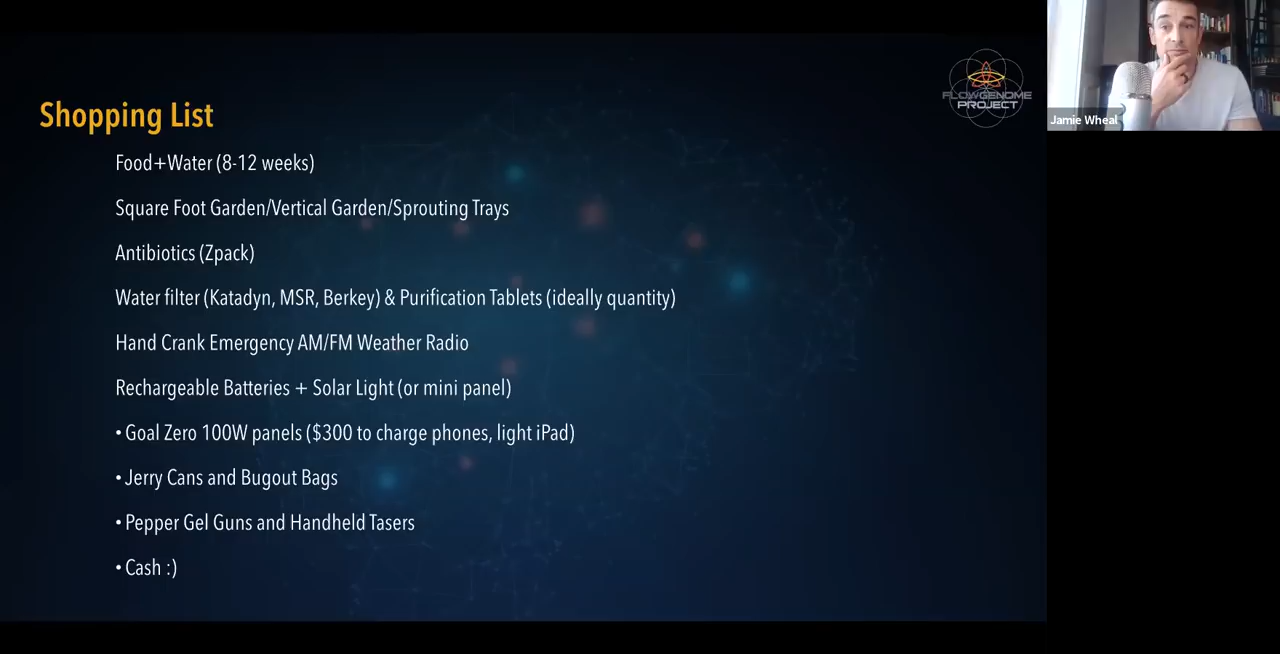 FLOWGENOME
PROJECT
Jamie Wheal
Shopping List
Food+Water (8-12 weeks)
Square Foot Garden/Vertical Garden/Sprouting Trays
Antibiotics (Zpack)
Water filter (Katadyn, MSR, Berkey) & Purification Tablets (ideally quantity)
Hand Crank Emergency AM/FM Weather Radio
Rechargeable Batteries + Solar Light (or mini panel)
• Goal Zero 100W panels ($300 to charge phones, light iPad)
• Jerry Cans and Bugout Bags
• Pepper Gel Guns and Handheld Tasers
• Cash :)